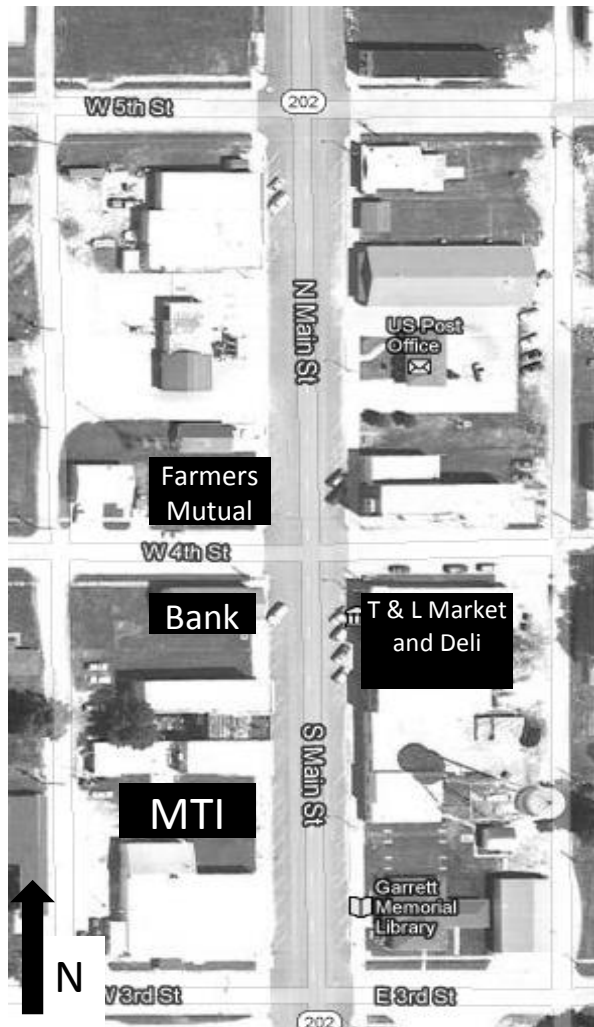 W 5th St
202
N Main St
US Post
Office
Farmers
Mutual
W 4th St
Bank
T & L Market
and Deli
S Main St
MTI
Garrett
Memorial
Library
N
W 3rd St
E 3rd St
202